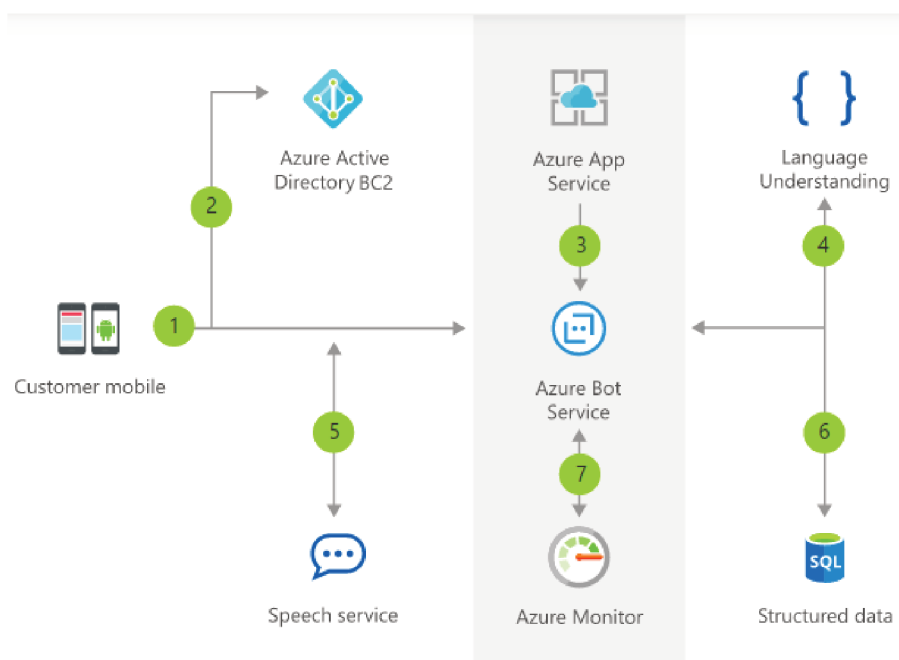 Azure Active
Directory BC2
Azure App
Service
Language
Understanding
2
3
4
1
Customer mobile
Azure Bot
Service
5
7
6
SQL
Speech service
Azure Monitor
Structured data